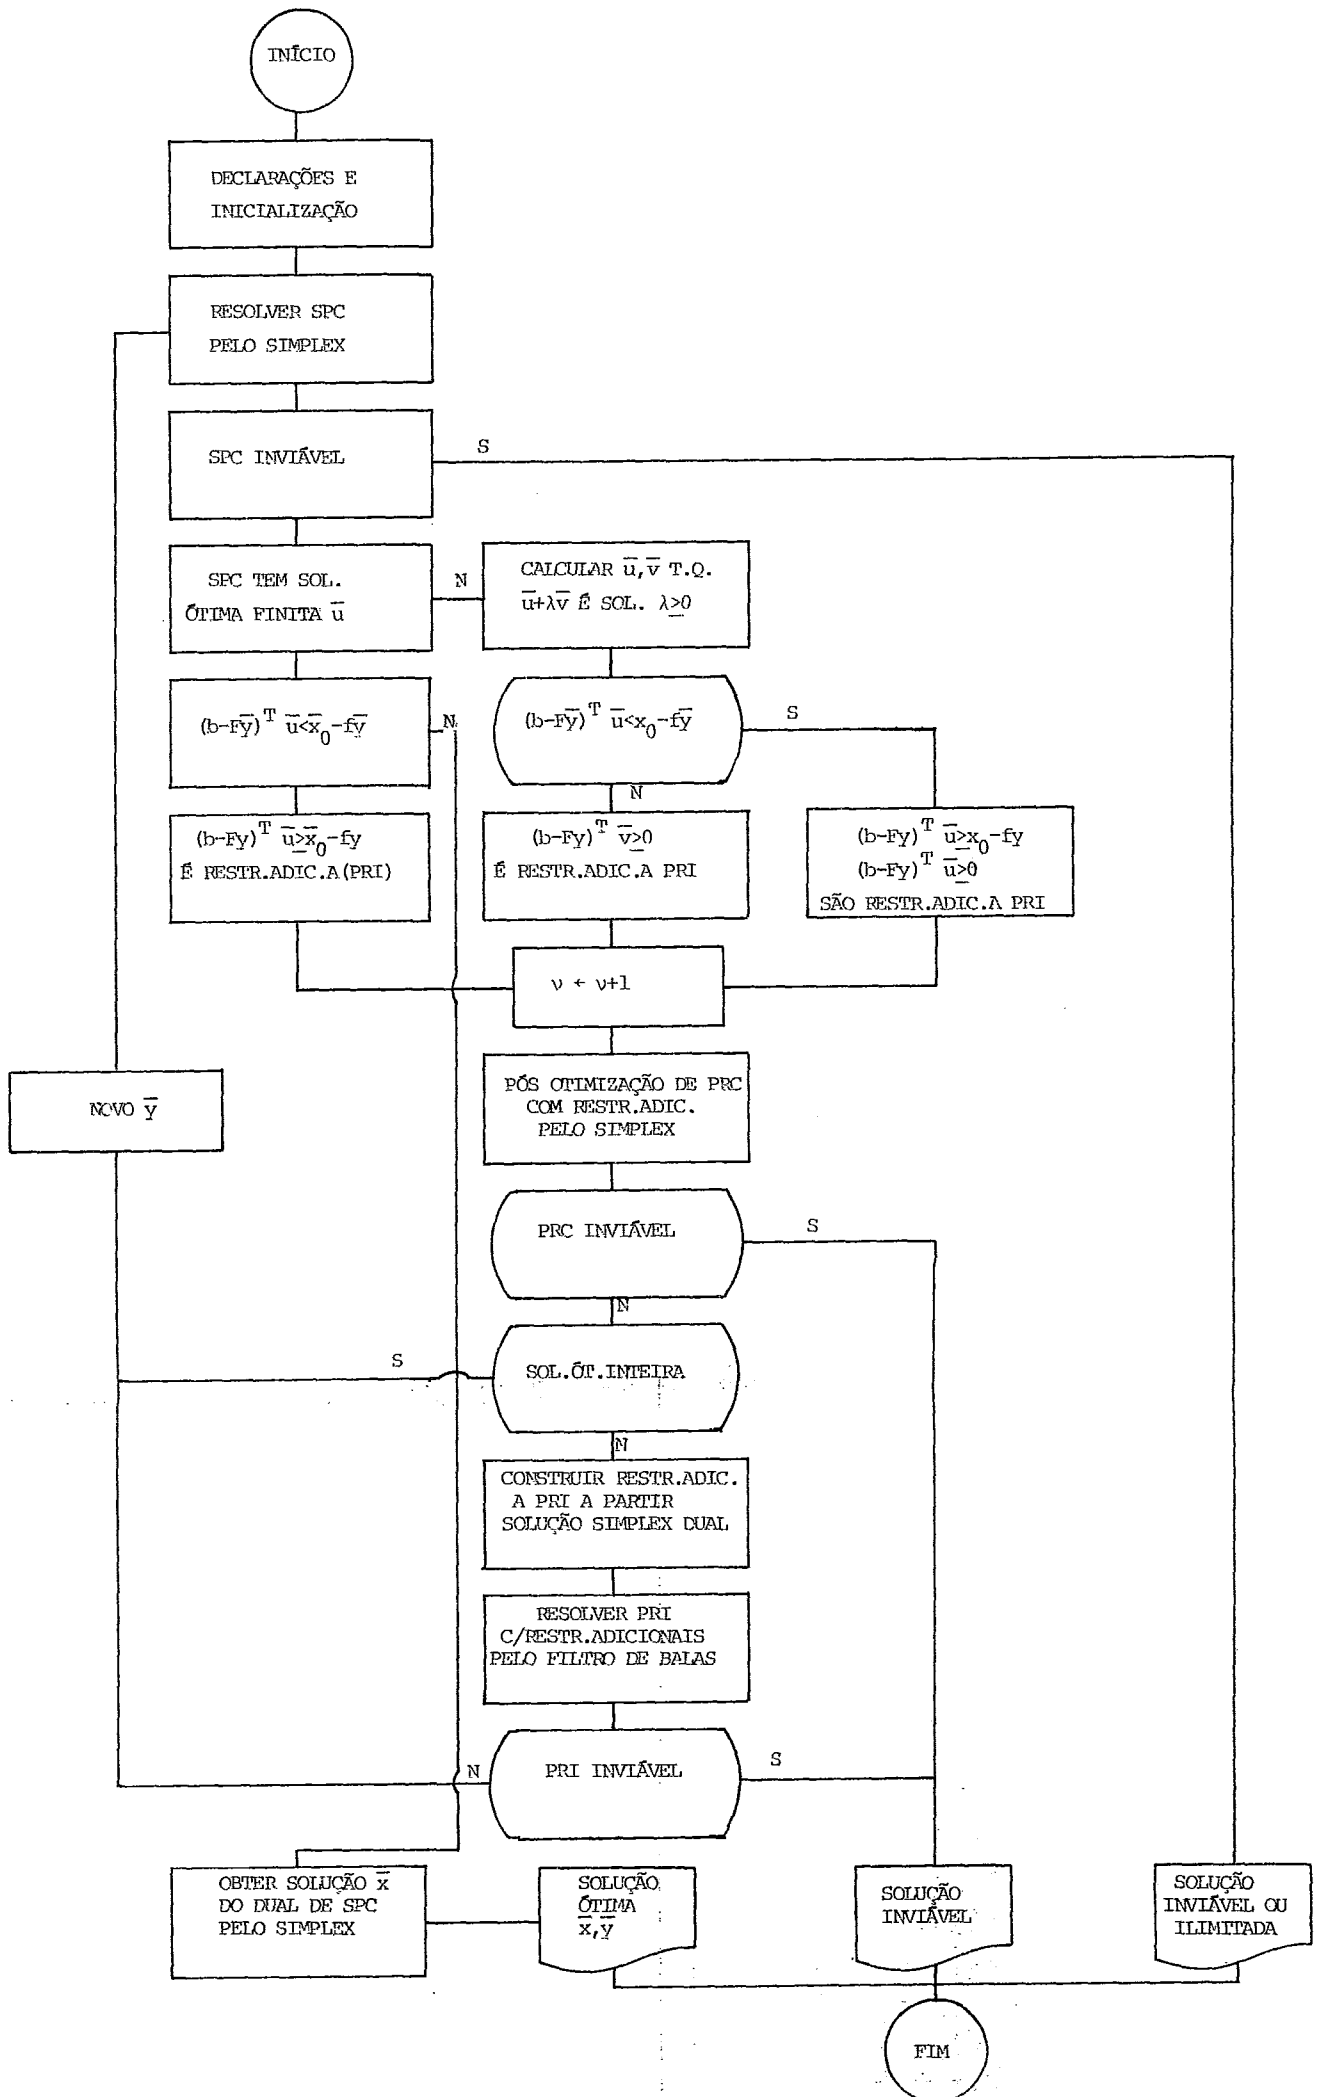 INÍCIO
DECLARAÇÕES E
INICIALIZAÇÃO
RESOLVER SPC
PELO SIMPLEX
SPC INVIÁVEL
S
SPC TEM SOL.
ÓTIMA FINITA u̅
N
CALCULAR u̅,v̅ T.Q.
u̅+λv̅ É SOL. λ≥0
(b-Fy̅)ᵀ u̅<x̅₀-fy̅
N
(b-Fy̅)ᵀ u̅<x₀-fy̅
S
N
(b-Fy)ᵀ u̅≥x̅₀-fy
É RESTR.ADIC.A(PRI)
(b-Fy)ᵀ v̅≥0
É RESTR.ADIC.A PRI
(b-Fy)ᵀ u̅≥x₀-fy
(b-Fy)ᵀ u̅≥0
SÃO RESTR.ADIC.A PRI
ν ← ν+1
NOVO y̅
PÓS OTIMIZAÇÃO DE PRC
COM RESTR.ADIC.
PELO SIMPLEX
PRC INVIÁVEL
S
N
S
SOL.ÓT.INTEIRA
N
CONSTRUIR RESTR.ADIC.
A PRI A PARTIR
SOLUÇÃO SIMPLEX DUAL
RESOLVER PRI
C/RESTR.ADICIONAIS
PELO FILTRO DE BALAS
N
PRI INVIÁVEL
S
OBTER SOLUÇÃO x̅
DO DUAL DE SPC
PELO SIMPLEX
SOLUÇÃO
ÓTIMA
x̅,y̅
SOLUÇÃO
INVIÁVEL
SOLUÇÃO
INVIÁVEL OU
ILIMITADA
FIM